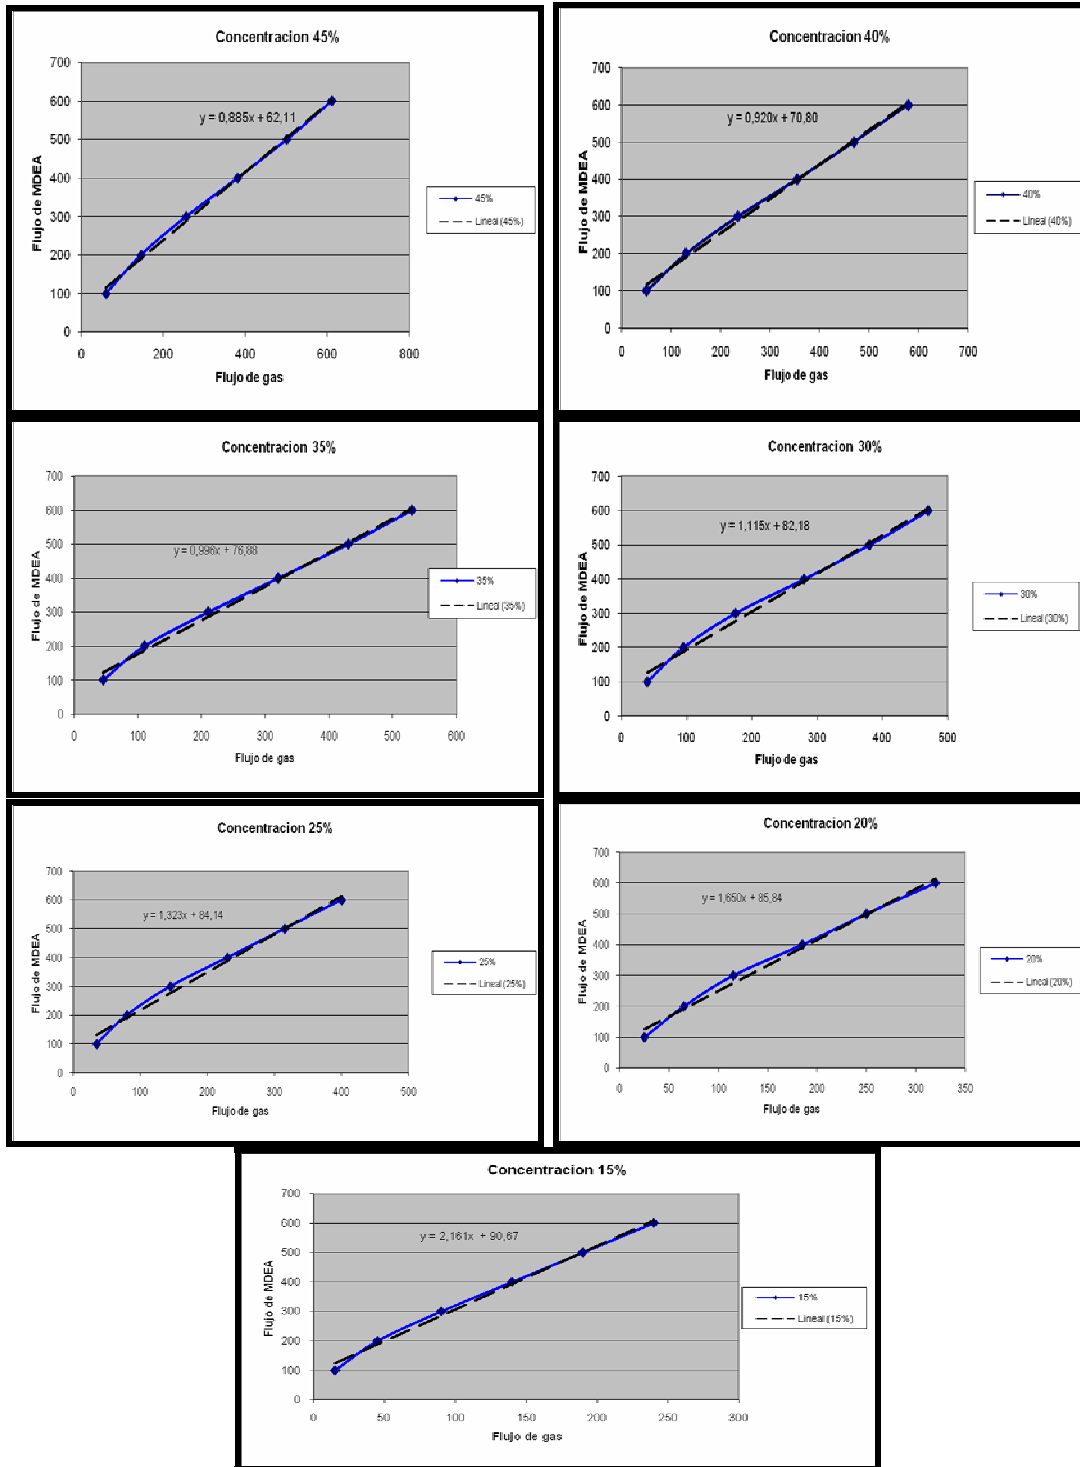 Concentracion 45%
700
600
500
400
300
200
100
0
y = 0,885x + 62,11
Flujo de MDEA
0 200 400 600 800
Flujo de gas
45%
Lineal (45%)
Concentracion 40%
700
600
500
400
300
200
100
0
y = 0,920x + 70,80
Flujo de MDEA
0 100 200 300 400 500 600 700
Flujo de gas
40%
Lineal (40%)
Concentracion 35%
700
600
500
400
300
200
100
0
y = 0,996x + 76,88
Flujo de MDEA
0 100 200 300 400 500 600
Flujo de gas
35%
Lineal (35%)
Concentracion 30%
700
600
500
400
300
200
100
0
y = 1,115x + 82,18
Flujo de MDEA
0 100 200 300 400 500
Flujo de gas
30%
Lineal (30%)
Concentracion 25%
700
600
500
400
300
200
100
0
y = 1,323x + 84,14
Flujo de MDEA
0 100 200 300 400 500
Flujo de gas
25%
Lineal (25%)
Concentracion 20%
700
600
500
400
300
200
100
0
y = 1,650x + 85,84
Flujo de MDEA
0 50 100 150 200 250 300 350
Flujo de gas
20%
Lineal (20%)
Concentracion 15%
700
600
500
400
300
200
100
0
y = 2,161x + 90,67
Flujo de MDEA
0 50 100 150 200 250 300
Flujo de gas
15%
Lineal (15%)